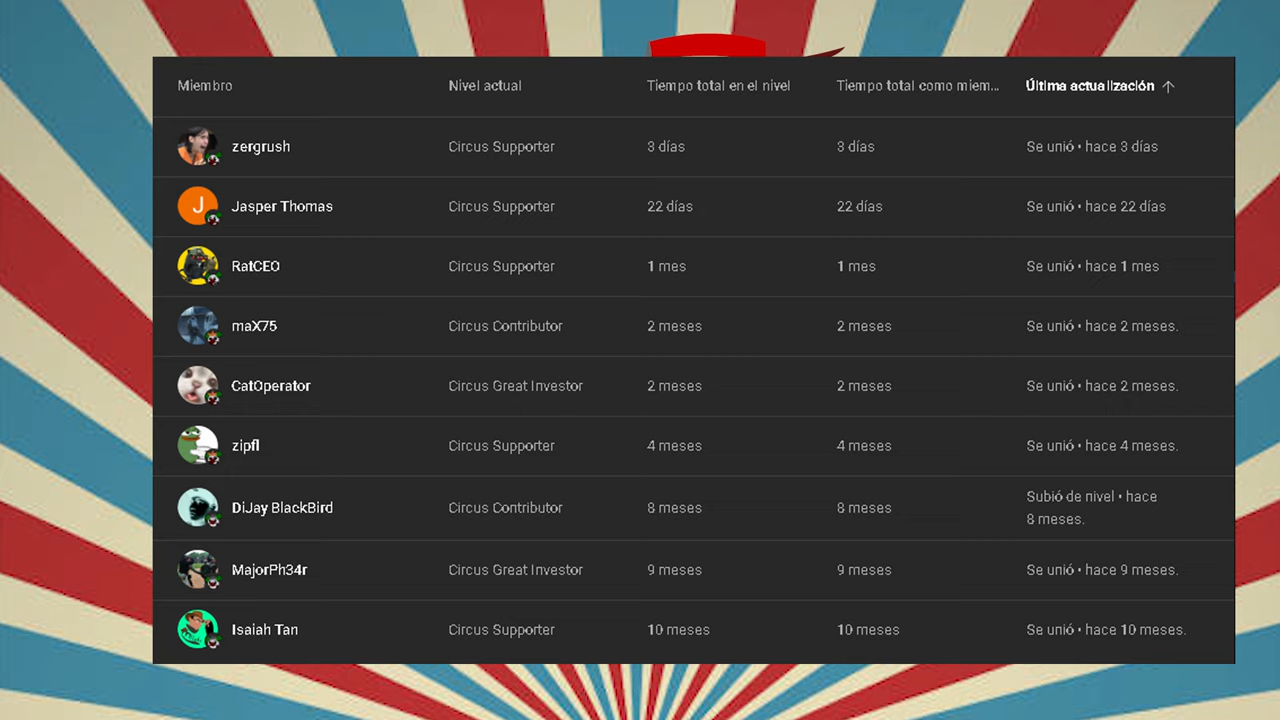 Miembro Nivel actual Tiempo total en el nivel Tiempo total como miem... Última actualización
zergrush Circus Supporter 3 días 3 días Se unió • hace 3 días
J
Jasper Thomas Circus Supporter 22 días 22 días Se unió • hace 22 días
RatCEO Circus Supporter 1 mes 1 mes Se unió • hace 1 mes
maX75 Circus Contributor 2 meses 2 meses Se unió • hace 2 meses.
CatOperator Circus Great Investor 2 meses 2 meses Se unió • hace 2 meses.
zipfl Circus Supporter 4 meses 4 meses Se unió • hace 4 meses.
DiJay BlackBird Circus Contributor 8 meses 8 meses Subió de nivel • hace
8 meses.
MajorPh34r Circus Great Investor 9 meses 9 meses Se unió • hace 9 meses.
Isaiah Tan Circus Supporter 10 meses 10 meses Se unió • hace 10 meses.